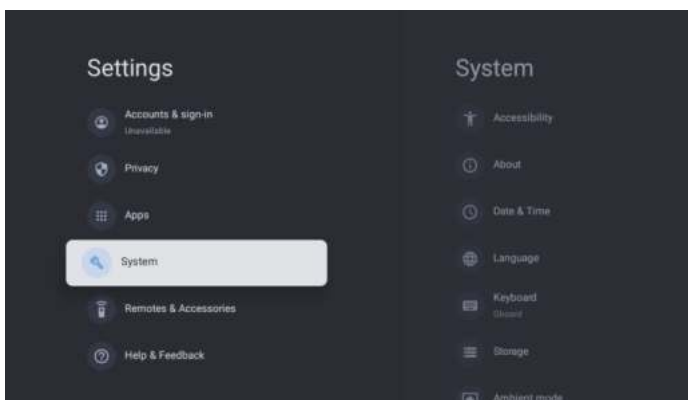 Settings
Accounts & sign-in
Unavailable
Privacy
Apps
System
Remotes & Accessories
Help & Feedback
System
Accessibility
About
Date & Time
Language
Keyboard
Gboard
Storage
Ambient mode